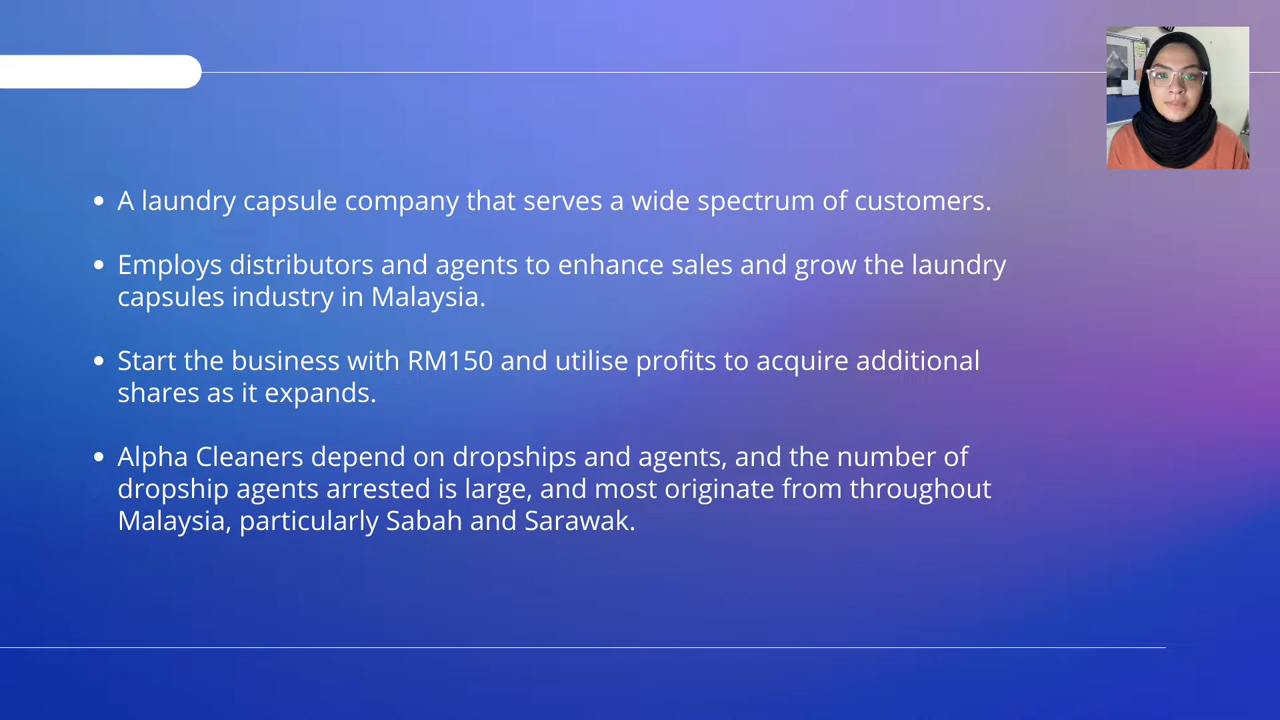 A laundry capsule company that serves a wide spectrum of customers.
Employs distributors and agents to enhance sales and grow the laundry
capsules industry in Malaysia.
Start the business with RM150 and utilise profits to acquire additional
shares as it expands.
Alpha Cleaners depend on dropships and agents, and the number of
dropship agents arrested is large, and most originate from throughout
Malaysia, particularly Sabah and Sarawak.